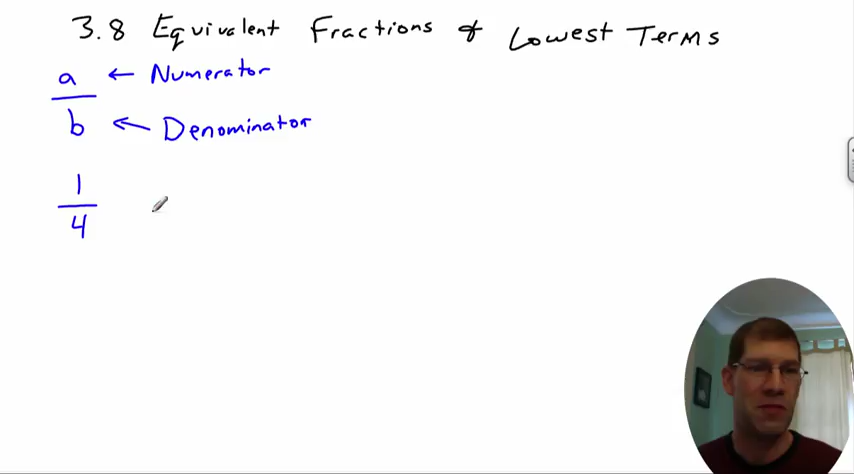 3.8 Equivalent Fractions & Lowest Terms
a ← Numerator
b ← Denominator
1
4